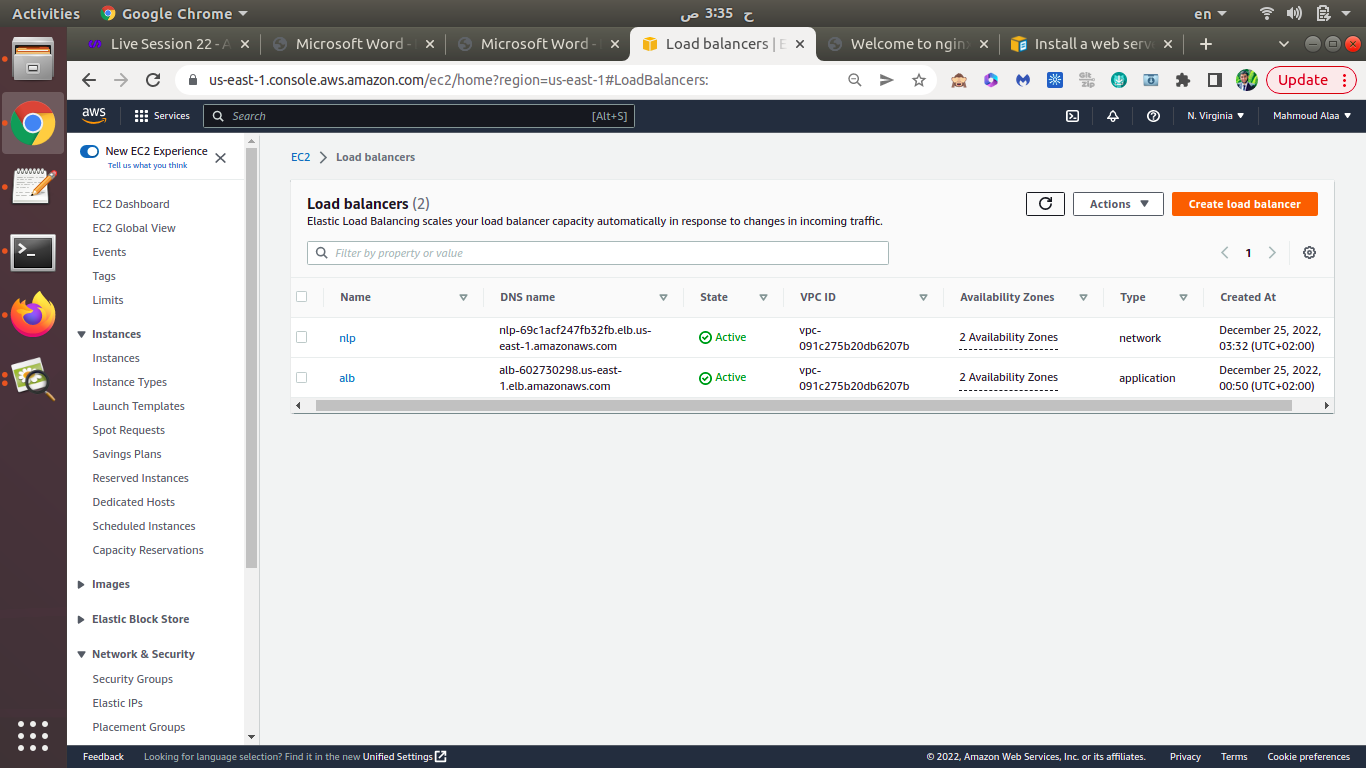 Activities
Google Chrome
ح 3:35 ص
en
Live Session 22 - A
Microsoft Word -
Microsoft Word -
Load balancers | E
Welcome to nginx
Install a web serve
us-east-1.console.aws.amazon.com/ec2/home?region=us-east-1#LoadBalancers:
Git
Zip
Update
aws
Services
Search
[Alt+S]
N. Virginia
Mahmoud Alaa
New EC2 Experience
Tell us what you think
EC2 Dashboard
EC2 Global View
Events
Tags
Limits
Instances
Instances
Instance Types
Launch Templates
Spot Requests
Savings Plans
Reserved Instances
Dedicated Hosts
Scheduled Instances
Capacity Reservations
Images
Elastic Block Store
Network & Security
Security Groups
Elastic IPs
Placement Groups
EC2
Load balancers
Load balancers (2)
Elastic Load Balancing scales your load balancer capacity automatically in response to changes in incoming traffic.
Actions
Create load balancer
Filter by property or value
1
Name
DNS name
State
VPC ID
Availability Zones
Type
Created At
nlp
nlp-69c1acf247fb32fb.elb.us-
east-1.amazonaws.com
Active
vpc-
091c275b20db6207b
2 Availability Zones
network
December 25, 2022,
03:32 (UTC+02:00)
alb
alb-602730298.us-east-
1.elb.amazonaws.com
Active
vpc-
091c275b20db6207b
2 Availability Zones
application
December 25, 2022,
00:50 (UTC+02:00)
Feedback
Looking for language selection? Find it in the new Unified Settings
© 2022, Amazon Web Services, Inc. or its affiliates.
Privacy
Terms
Cookie preferences